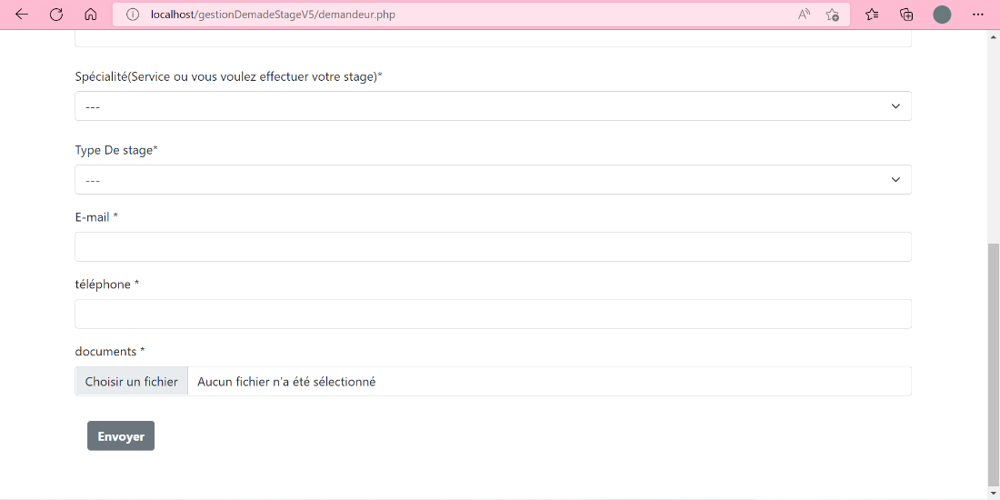 localhost/gestionDemadeStageV5/demandeur.php
Spécialité(Service ou vous voulez effectuer votre stage)*
---
Type De stage*
---
E-mail *
téléphone *
documents *
Choisir un fichier Aucun fichier n'a été sélectionné
Envoyer